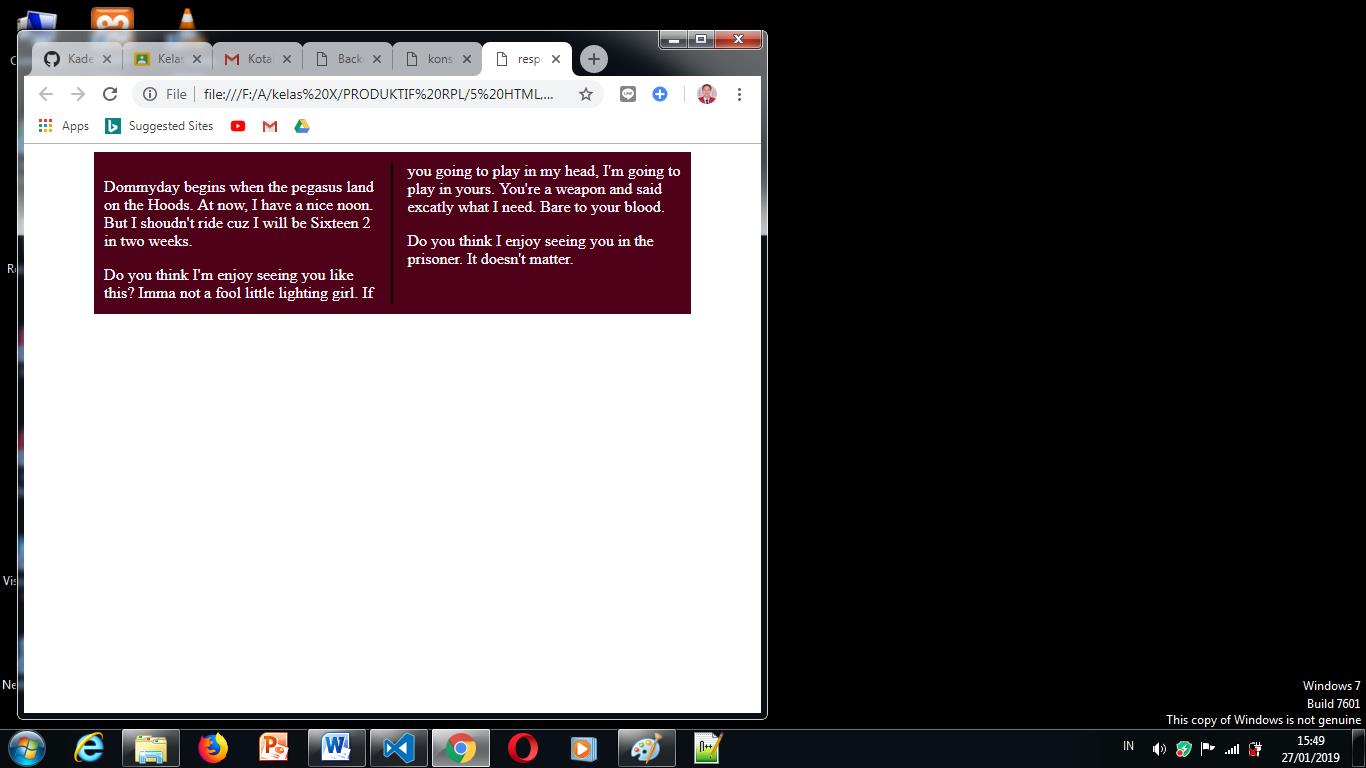 Kade
Kelas
Kota
Back
kons
resp
File
file:///F:/A/kelas%20X/PRODUKTIF%20RPL/5%20HTML,...
Apps
Suggested Sites
Dommyday begins when the pegasus land
on the Hoods. At now, I have a nice noon.
But I shoudn't ride cuz I will be Sixteen 2
in two weeks.
Do you think I'm enjoy seeing you like
this? Imma not a fool little lighting girl. If
you going to play in my head, I'm going to
play in yours. You're a weapon and said
excatly what I need. Bare to your blood.
Do you think I enjoy seeing you in the
prisoner. It doesn't matter.
Vis
Ne
Windows 7
Build 7601
This copy of Windows is not genuine
IN
15:49
27/01/2019